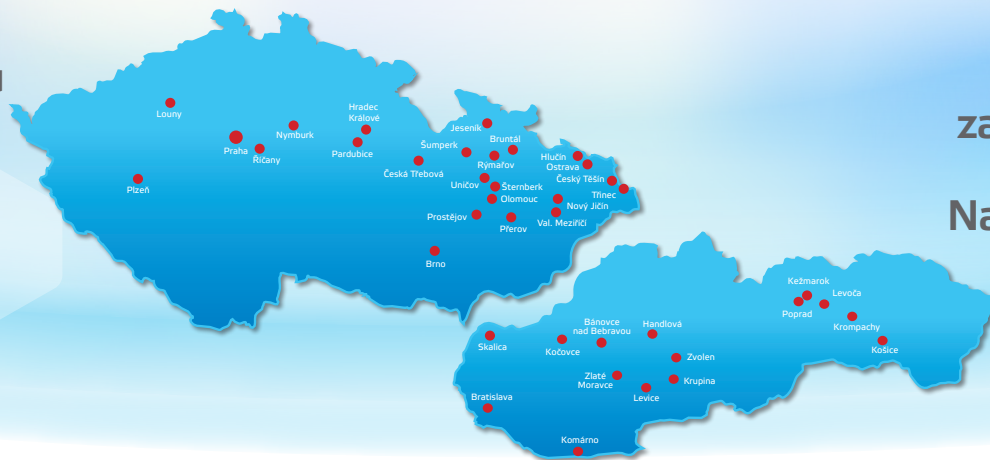 Louny
Praha
Říčany
Nymburk
Hradec
Králové
Pardubice
Plzeň
Česká Třebová
Jeseník
Šumperk
Bruntál
Rýmařov
Uničov
Šternberk
Olomouc
Prostějov
Přerov
Brno
Hlučín
Ostrava
Český Těšín
Třinec
Nový Jičín
Val. Meziříčí
za
Na
Skalica
Kočovce
Bánovce
nad Bebravou
Handlová
Zvolen
Zlaté
Moravce
Levice
Krupina
Bratislava
Komárno
Kežmarok
Poprad
Levoča
Krompachy
Košice